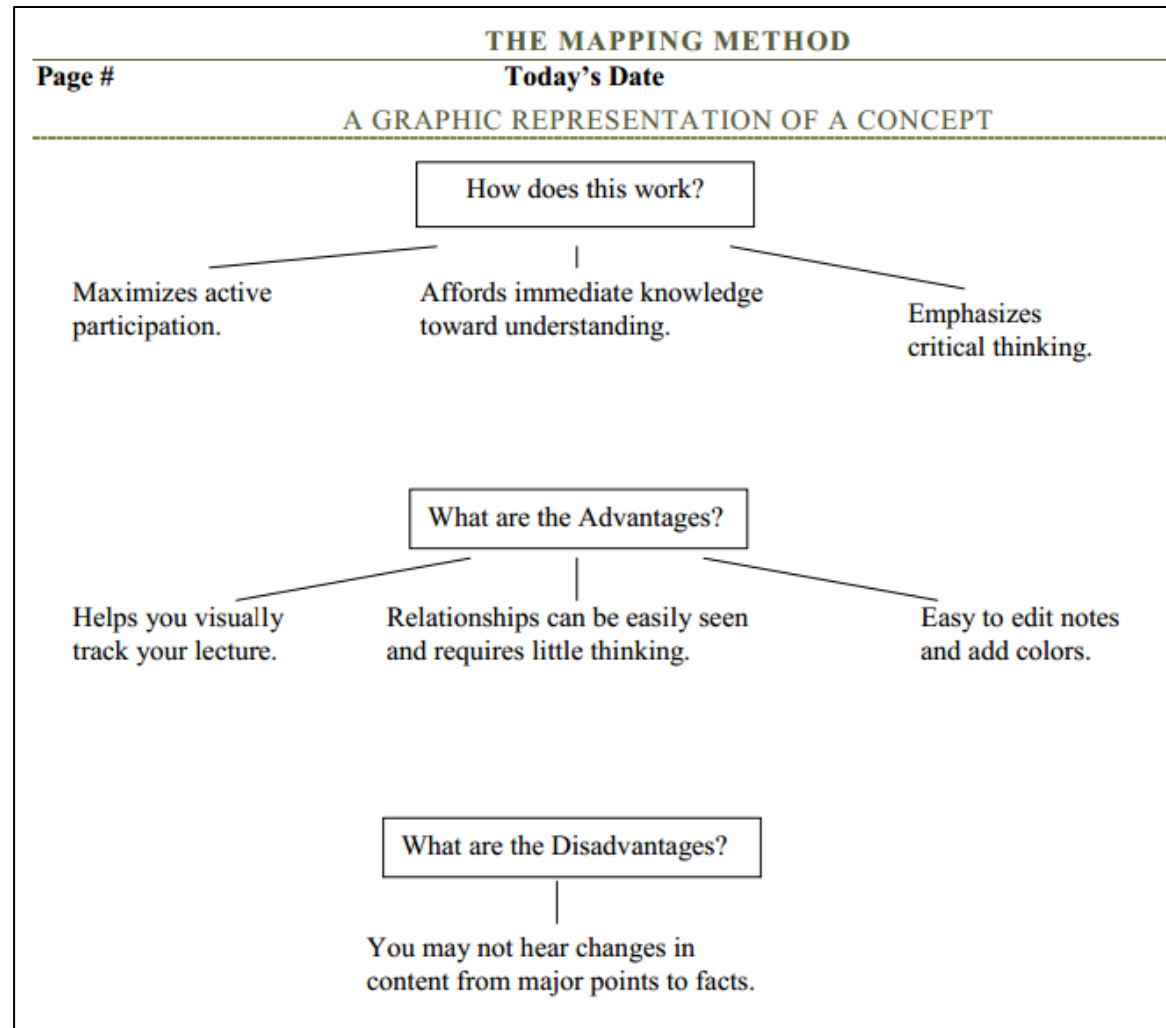 THE MAPPING METHOD
Page # Today's Date
A GRAPHIC REPRESENTATION OF A CONCEPT
How does this work?
Maximizes active
participation.
Affords immediate knowledge
toward understanding.
Emphasizes
critical thinking.
What are the Advantages?
Helps you visually
track your lecture.
Relationships can be easily seen
and requires little thinking.
Easy to edit notes
and add colors.
What are the Disadvantages?
You may not hear changes in
content from major points to facts.